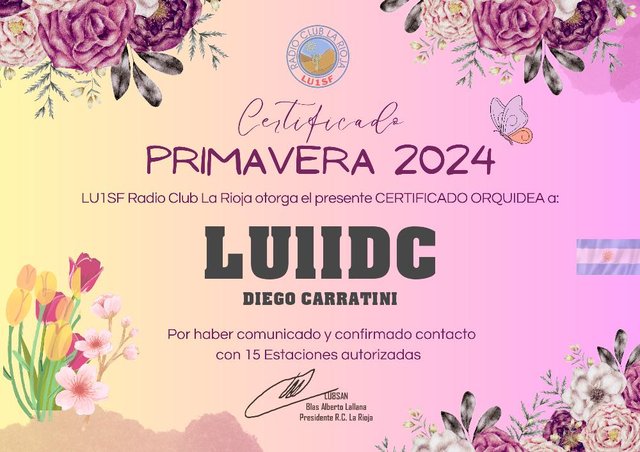 RADIO CLUB LA RIOJA
LU1SF
Certificado
PRIMAVERA 2024
LU1SF Radio Club La Rioja otorga el presente CERTIFICADO ORQUIDEA a:
LU1IDC
DIEGO CARRATINI
Por haber comunicado y confirmado contacto
con 15 Estaciones autorizadas
LU8SAN
Blas Alberto Lallana
Presidente R.C. La Rioja